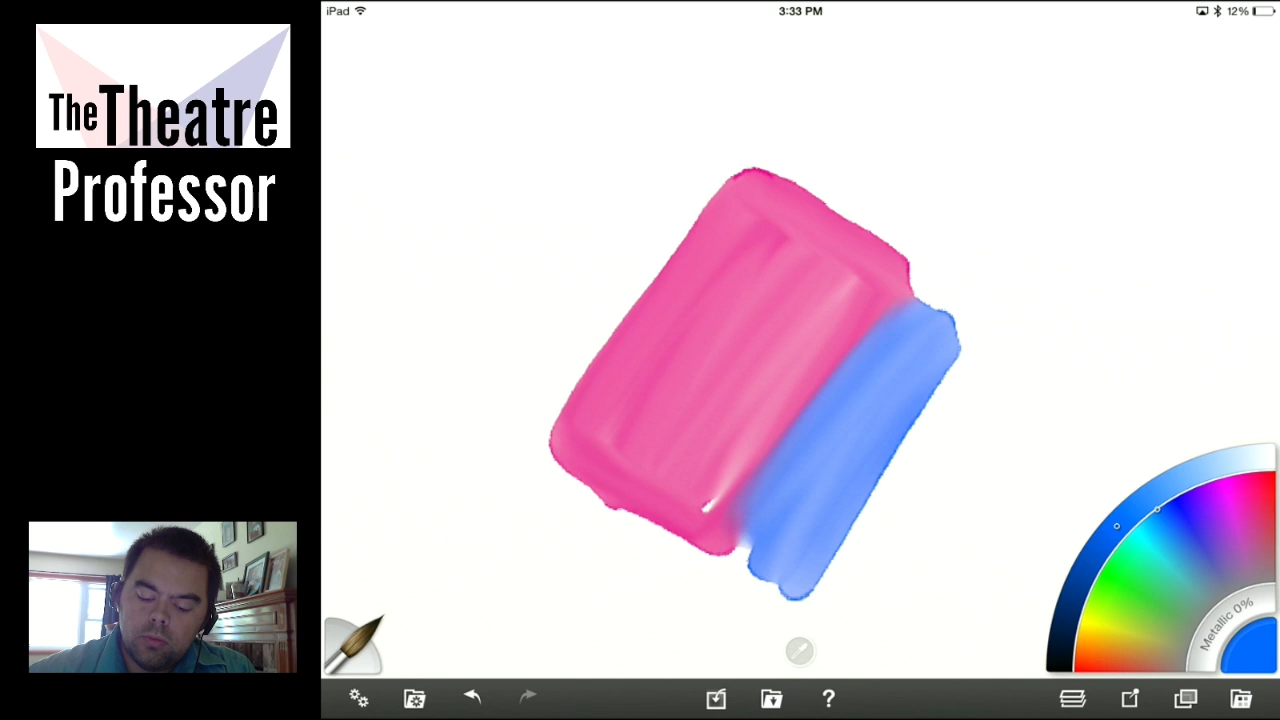 The Theatre
Professor
iPad
3:33 PM
12%
Metallic 0%
?